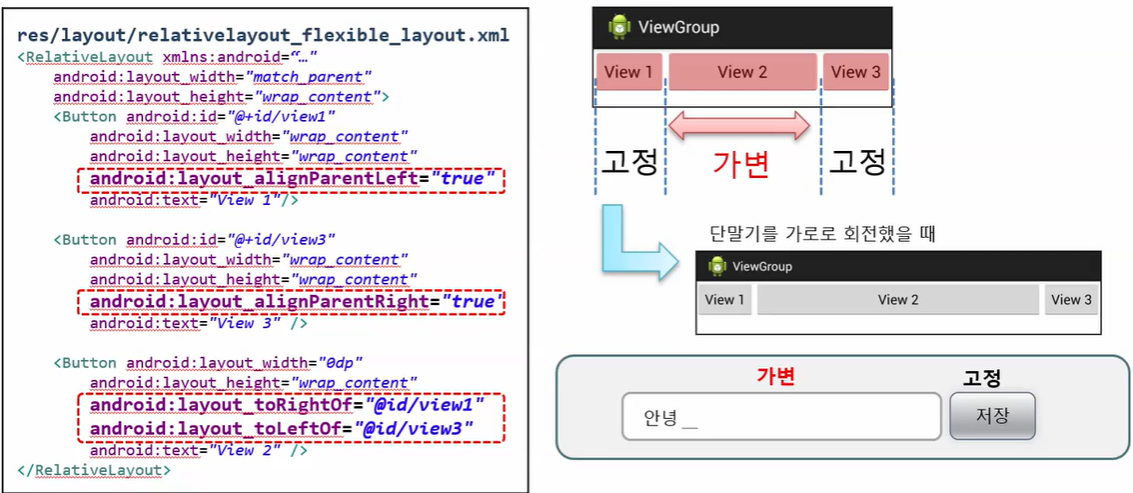 res/layout/relativelayout_flexible_layout.xml
<RelativeLayout xmlns:android=“…"
android:layout_width="match_parent"
android:layout_height="wrap_content">
<Button android:id="@+id/view1"
android:layout_width="wrap_content"
android:layout_height="wrap_content"
android:layout_alignParentLeft="true"
android:text="View 1"/>
<Button android:id="@+id/view3"
android:layout_width="wrap_content"
android:layout_height="wrap_content"
android:layout_alignParentRight="true"
android:text="View 3" />
<Button android:layout_width="0dp"
android:layout_height="wrap_content"
android:layout_toRightOf="@id/view1"
android:layout_toLeftOf="@id/view3"
android:text="View 2" />
</RelativeLayout>
ViewGroup
View 1 View 2 View 3
고정 가변 고정
단말기를 가로로 회전했을 때
ViewGroup
View 1 View 2 View 3
가변 고정
안녕_ 저장